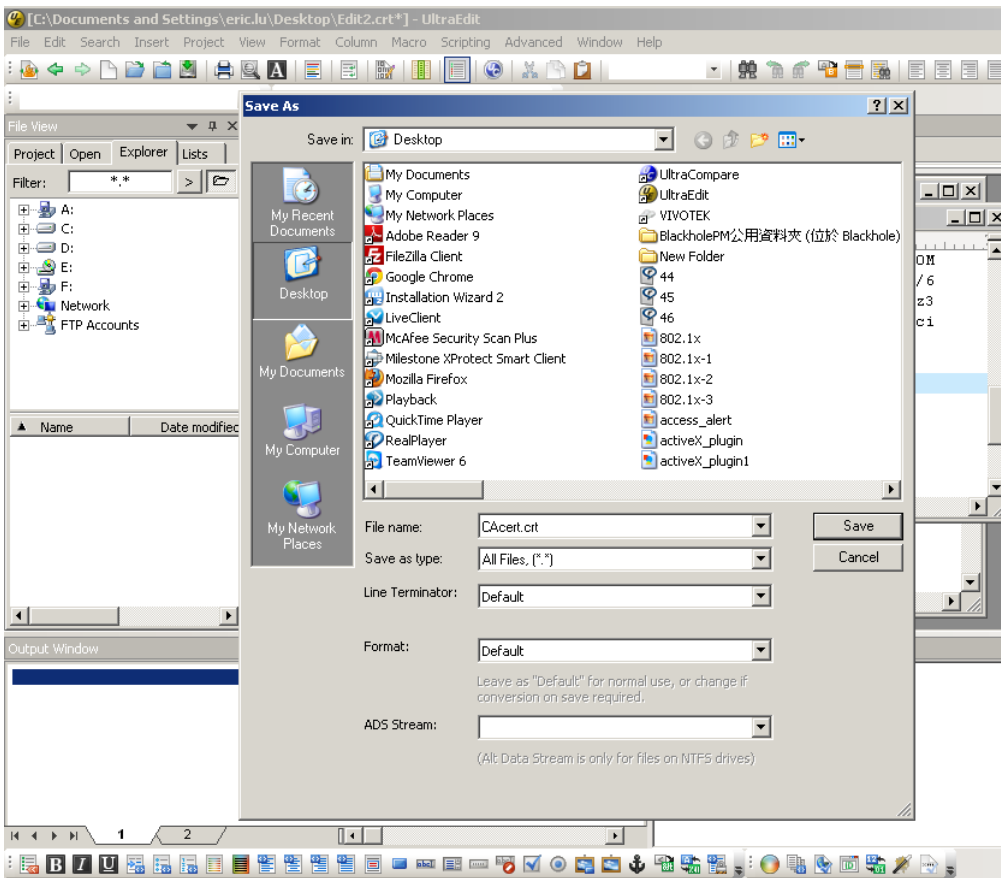 [C:\Documents and Settings\eric.lu\Desktop\Edit2.crt*] - UltraEdit
File Edit Search Insert Project View Format Column Macro Scripting Advanced Window Help
File View
Project Open Explorer Lists
Filter: *.* >
A:
C:
D:
E:
F:
Network
FTP Accounts
Name Date modified
Output Window
1 2
Save As
Save in: Desktop
My Recent Documents
Desktop
My Documents
My Computer
My Network Places
My Documents
My Computer
My Network Places
Adobe Reader 9
FileZilla Client
Google Chrome
Installation Wizard 2
LiveClient
McAfee Security Scan Plus
Milestone XProtect Smart Client
Mozilla Firefox
Playback
QuickTime Player
RealPlayer
TeamViewer 6
UltraCompare
UltraEdit
VIVOTEK
BlackholePM公用資料夾 (位於 Blackhole)
New Folder
44
45
46
802.1x
802.1x-1
802.1x-2
802.1x-3
access_alert
activeX_plugin
activeX_plugin1
File name: CAcert.crt Save
Save as type: All Files, (*.*) Cancel
Line Terminator: Default
Format: Default
Leave as "Default" for normal use, or change if
conversion on save required.
ADS Stream:
(Alt Data Stream is only for files on NTFS drives)
OM
/6
z3
ci
B I U